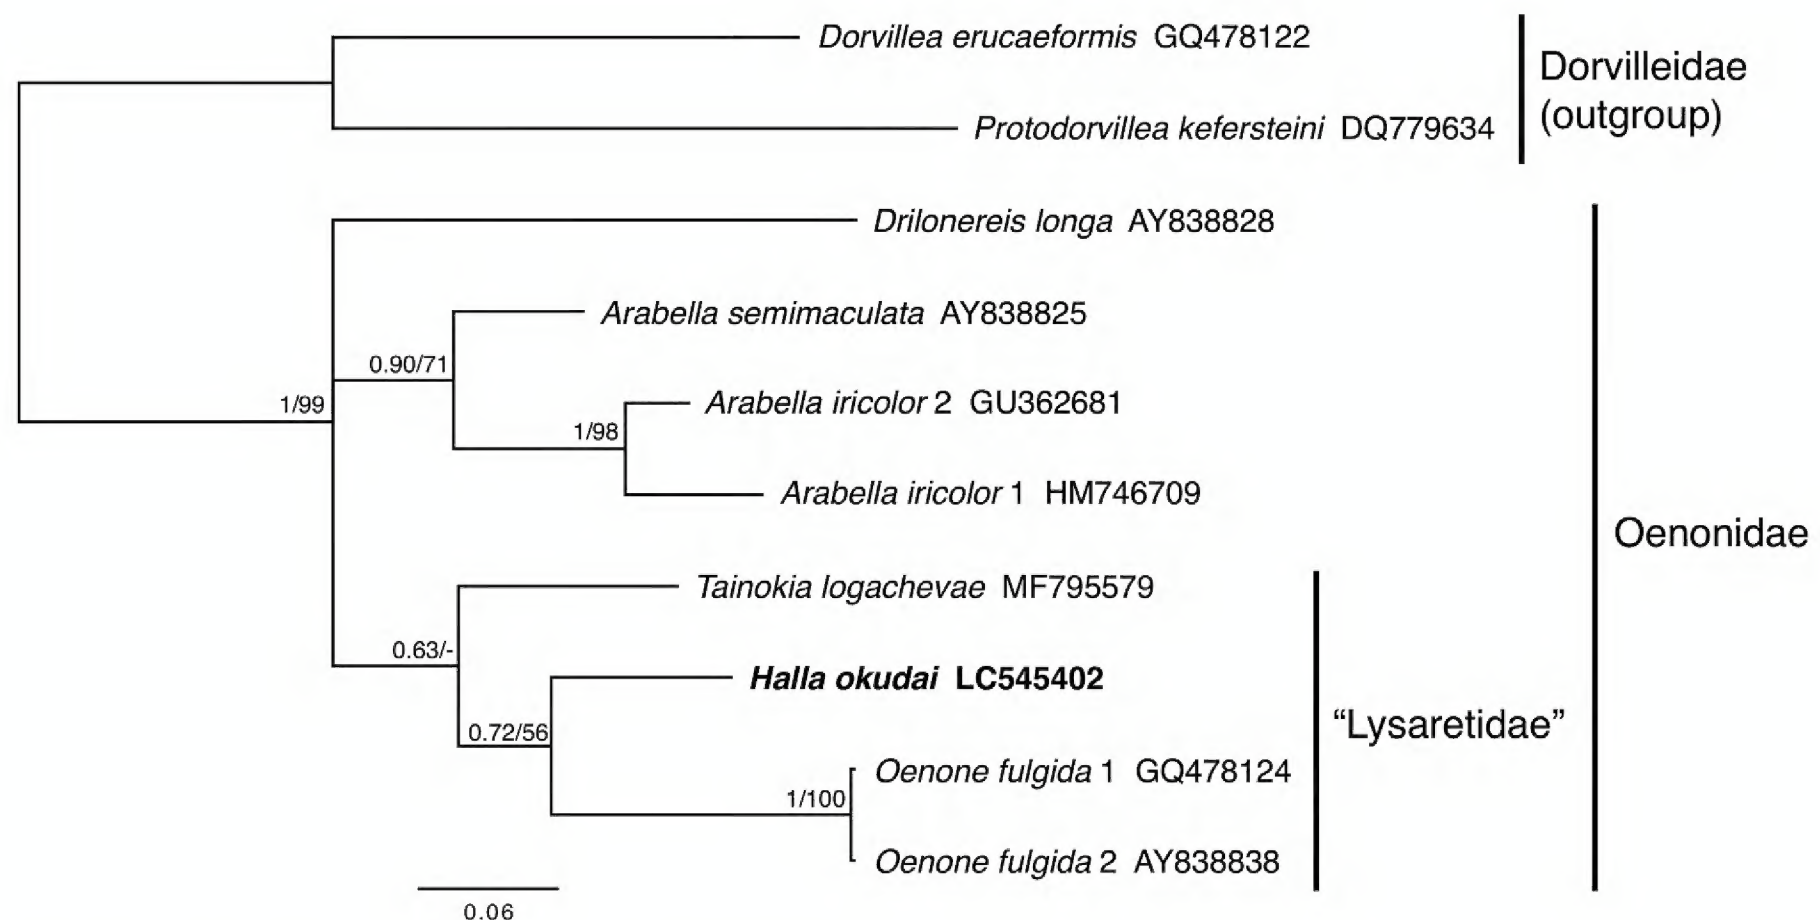 Dorvillea erucaeformis GQ478122
Dorvilleidae
(outgroup)
Protodorvillea kefersteini DQ779634
Drilonereis longa AY838828
Arabella semimaculata AY838825
0.90/71
1/99
Arabella iricolor 2 GU362681
1/98
Arabella iricolor 1 HM746709
Oenonidae
Tainokia logachevae MF795579
0.63/-
Halla okudai LC545402
"Lysaretidae"
0.72/56
Oenone fulgida 1 GQ478124
1/100
Oenone fulgida 2 AY838838
0.06